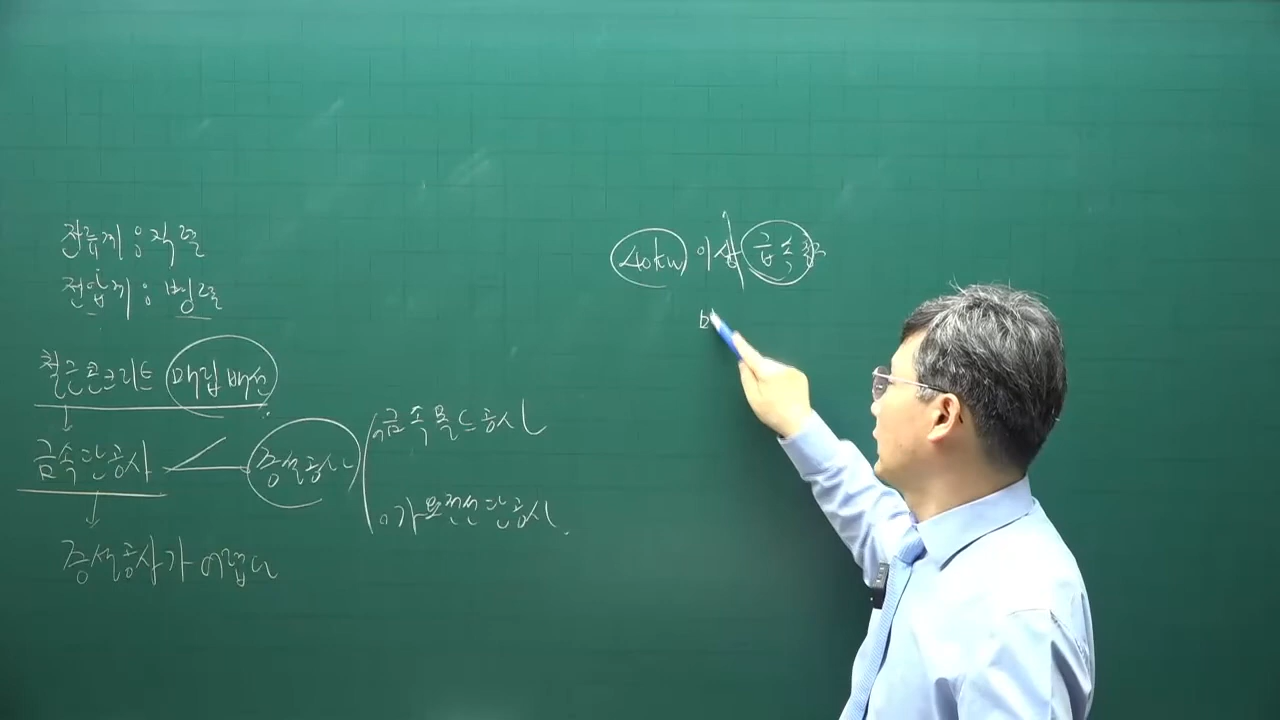 전류계 : 직렬
전압계 : 병렬
철근콘크리트 매립배선
금속관공사
증설공사
금속몰드공사
가요전선관공사
증설공사가 어렵다
40kW 이상 금속